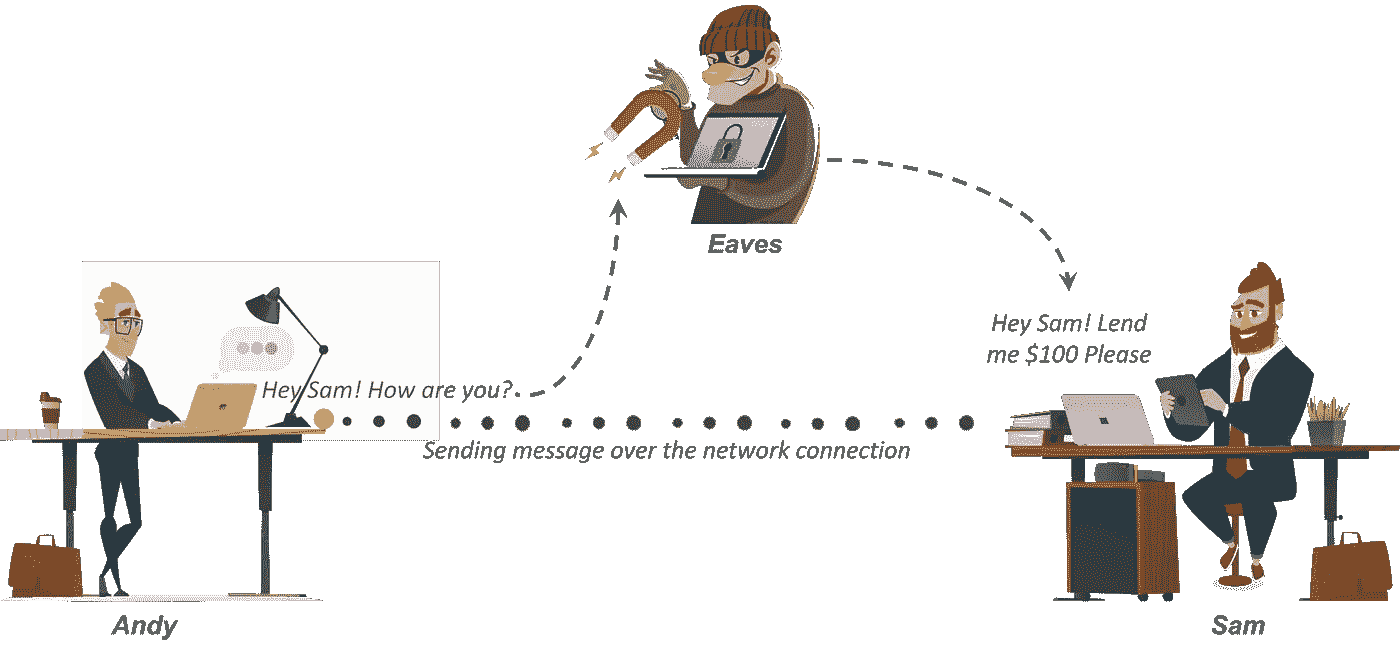 Eaves
Hey Sam! Lend
me $100 Please
Hey Sam! How are you?
Sending message over the network connection
Andy
Sam